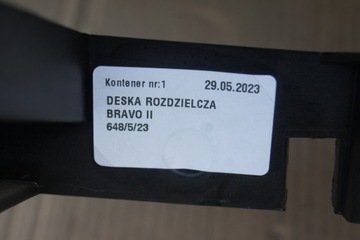 Kontener nr:1 29.05.2023
DESKA ROZDZIELCZA
BRAVO II
648/5/23